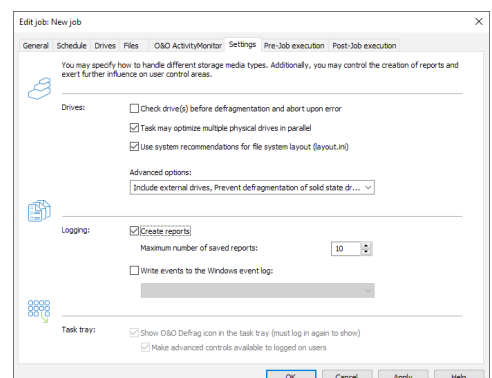 Edit job: New job
General Schedule Drives Files O&O ActivityMonitor Settings Pre-Job execution Post-Job execution
You may specify how to handle different storage media types. Additionally, you may control the creation of reports and
exert further influence on user control areas.
Drives:
Check drive(s) before defragmentation and abort upon error
Task may optimize multiple physical drives in parallel
Use system recommendations for file system layout (layout.ini)
Advanced options:
Include external drives, Prevent defragmentation of solid state dr...
Logging:
Create reports
Maximum number of saved reports: 10
Write events to the Windows event log:
Task tray:
Show O&O Defrag icon in the task tray (must log in again to show)
Make advanced controls available to logged on users
OK Cancel Apply Help